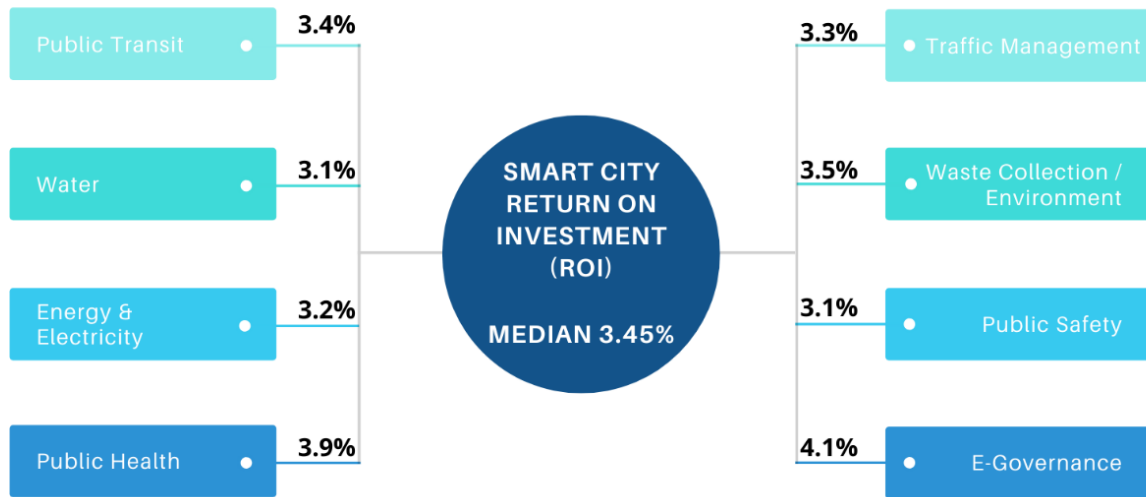 3.4%
Public Transit
3.1%
Water
3.2%
Energy &
Electricity
3.9%
Public Health
SMART CITY
RETURN ON
INVESTMENT
(ROI)
MEDIAN 3.45%
3.3%
Traffic Management
3.5%
Waste Collection /
Environment
3.1%
Public Safety
4.1%
E-Governance